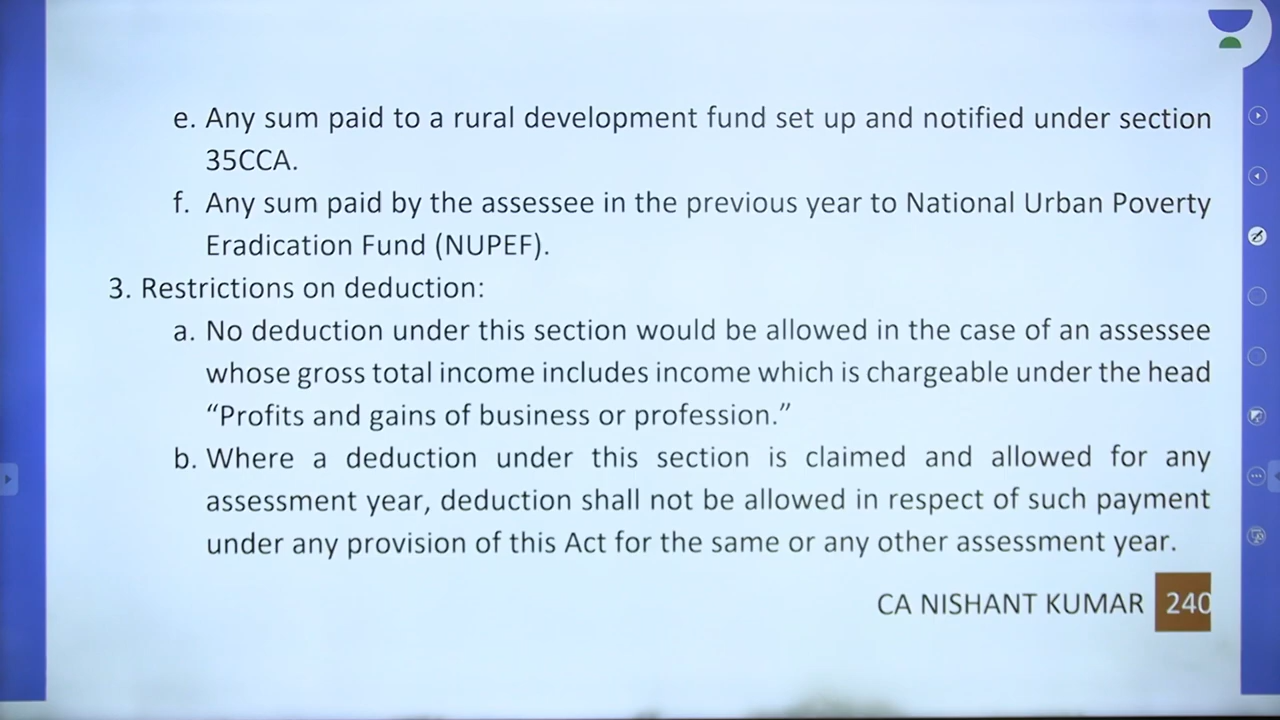 e. Any sum paid to a rural development fund set up and notified under section
35CCA.
f. Any sum paid by the assessee in the previous year to National Urban Poverty
Eradication Fund (NUPEF).
3. Restrictions on deduction:
a. No deduction under this section would be allowed in the case of an assessee
whose gross total income includes income which is chargeable under the head
“Profits and gains of business or profession.”
b. Where a deduction under this section is claimed and allowed for any
assessment year, deduction shall not be allowed in respect of such payment
under any provision of this Act for the same or any other assessment year.
CA NISHANT KUMAR 240